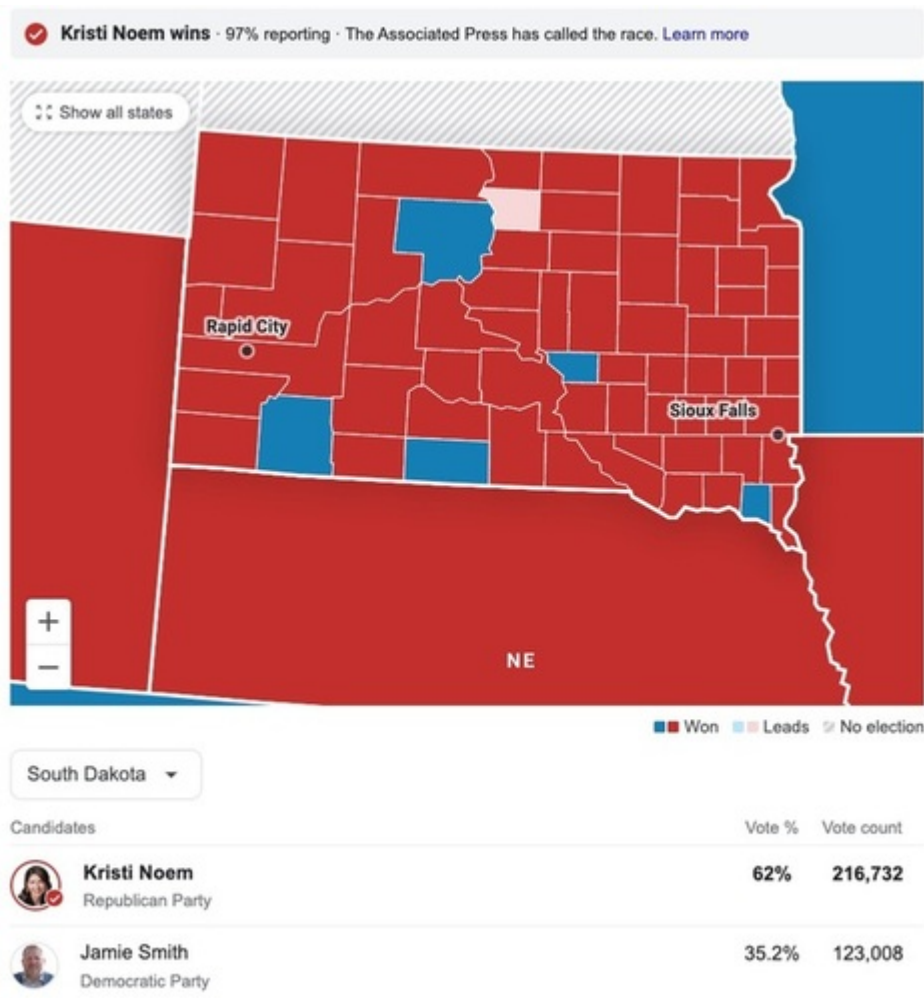 Kristi Noem wins · 97% reporting · The Associated Press has called the race. Learn more
Show all states
Rapid City
Sioux Falls
+
−
NE
Won Leads No election
South Dakota
Candidates Vote % Vote count
Kristi Noem 62% 216,732
Republican Party
Jamie Smith 35.2% 123,008
Democratic Party